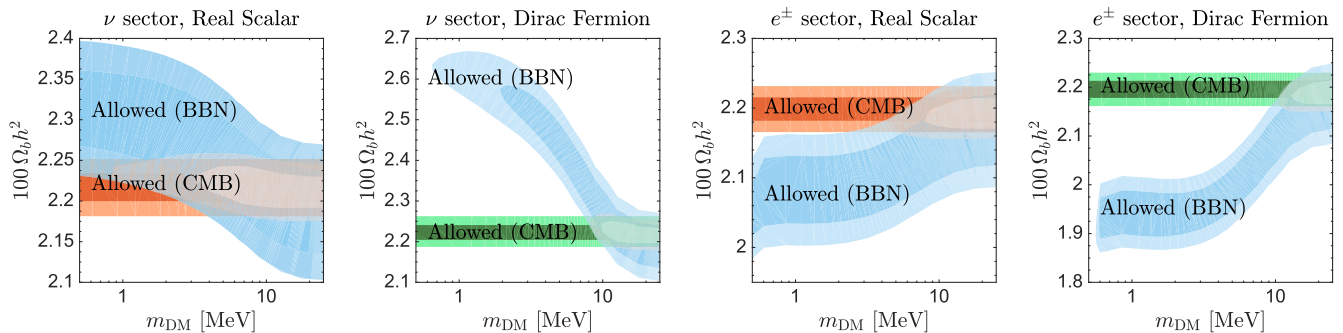 ν sector, Real Scalar
2.4
2.35
2.3
2.25
2.2
2.15
2.1
100 Ω_b h²
Allowed (BBN)
Allowed (CMB)
1
10
m_DM [MeV]
ν sector, Dirac Fermion
2.7
2.6
2.5
2.4
2.3
2.2
2.1
100 Ω_b h²
Allowed (BBN)
Allowed (CMB)
1
10
m_DM [MeV]
e^± sector, Real Scalar
2.3
2.2
2.1
2
100 Ω_b h²
Allowed (CMB)
Allowed (BBN)
1
10
m_DM [MeV]
e^± sector, Dirac Fermion
2.3
2.2
2.1
2
1.9
1.8
100 Ω_b h²
Allowed (CMB)
Allowed (BBN)
1
10
m_DM [MeV]